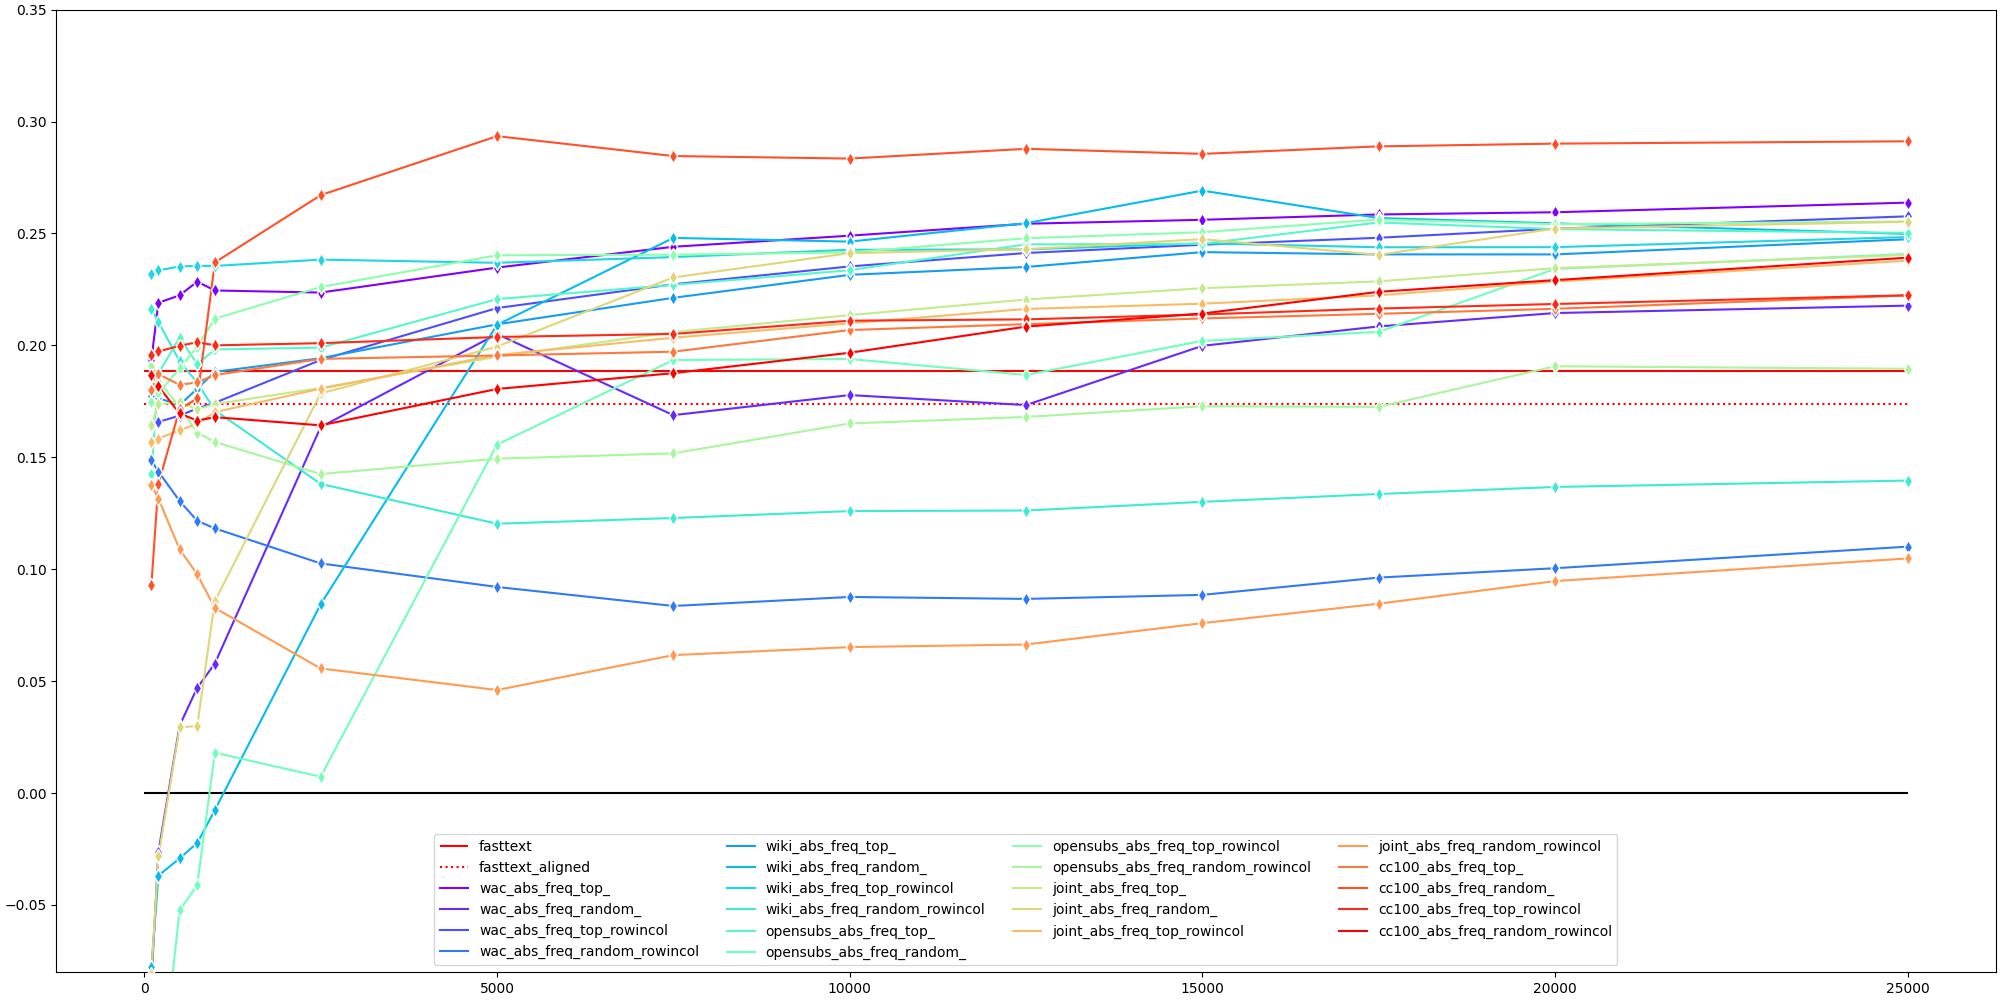 0.35
0.30
0.25
0.20
0.15
0.10
0.05
0.00
−0.05
0 5000 10000 15000 20000 25000
fasttext
fasttext_aligned
wac_abs_freq_top_
wac_abs_freq_random_
wac_abs_freq_top_rowincol
wac_abs_freq_random_rowincol
wiki_abs_freq_top_
wiki_abs_freq_random_
wiki_abs_freq_top_rowincol
wiki_abs_freq_random_rowincol
opensubs_abs_freq_top_
opensubs_abs_freq_random_
opensubs_abs_freq_top_rowincol
opensubs_abs_freq_random_rowincol
joint_abs_freq_top_
joint_abs_freq_random_
joint_abs_freq_top_rowincol
joint_abs_freq_random_rowincol
cc100_abs_freq_top_
cc100_abs_freq_random_
cc100_abs_freq_top_rowincol
cc100_abs_freq_random_rowincol